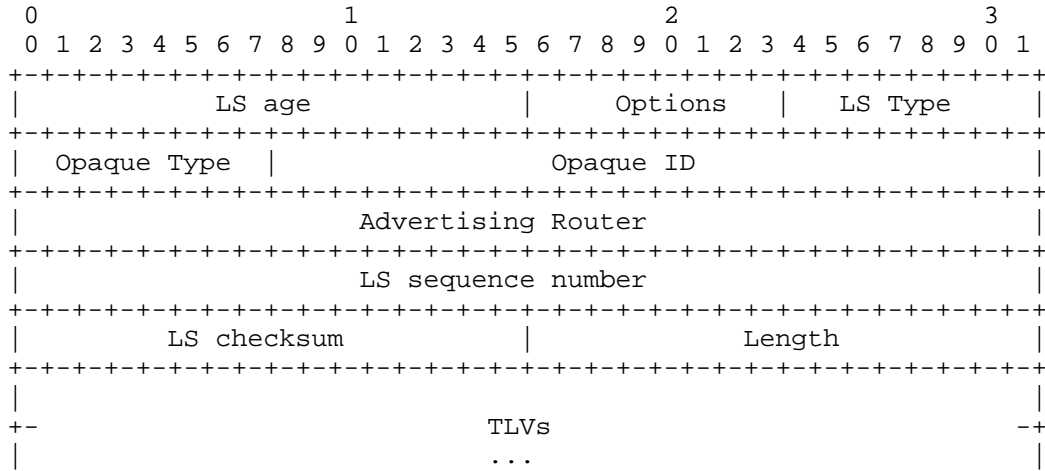 0                   1                   2                   3
 0 1 2 3 4 5 6 7 8 9 0 1 2 3 4 5 6 7 8 9 0 1 2 3 4 5 6 7 8 9 0 1
+-+-+-+-+-+-+-+-+-+-+-+-+-+-+-+-+-+-+-+-+-+-+-+-+-+-+-+-+-+-+-+-+
|            LS age             |     Options   |   LS Type     |
+-+-+-+-+-+-+-+-+-+-+-+-+-+-+-+-+-+-+-+-+-+-+-+-+-+-+-+-+-+-+-+-+
|  Opaque Type  |                 Opaque ID                     |
+-+-+-+-+-+-+-+-+-+-+-+-+-+-+-+-+-+-+-+-+-+-+-+-+-+-+-+-+-+-+-+-+
|                     Advertising Router                        |
+-+-+-+-+-+-+-+-+-+-+-+-+-+-+-+-+-+-+-+-+-+-+-+-+-+-+-+-+-+-+-+-+
|                     LS sequence number                        |
+-+-+-+-+-+-+-+-+-+-+-+-+-+-+-+-+-+-+-+-+-+-+-+-+-+-+-+-+-+-+-+-+
|         LS checksum           |             Length            |
+-+-+-+-+-+-+-+-+-+-+-+-+-+-+-+-+-+-+-+-+-+-+-+-+-+-+-+-+-+-+-+-+
|                                                               |
+-                            TLVs                             -+
|                             ...                               |